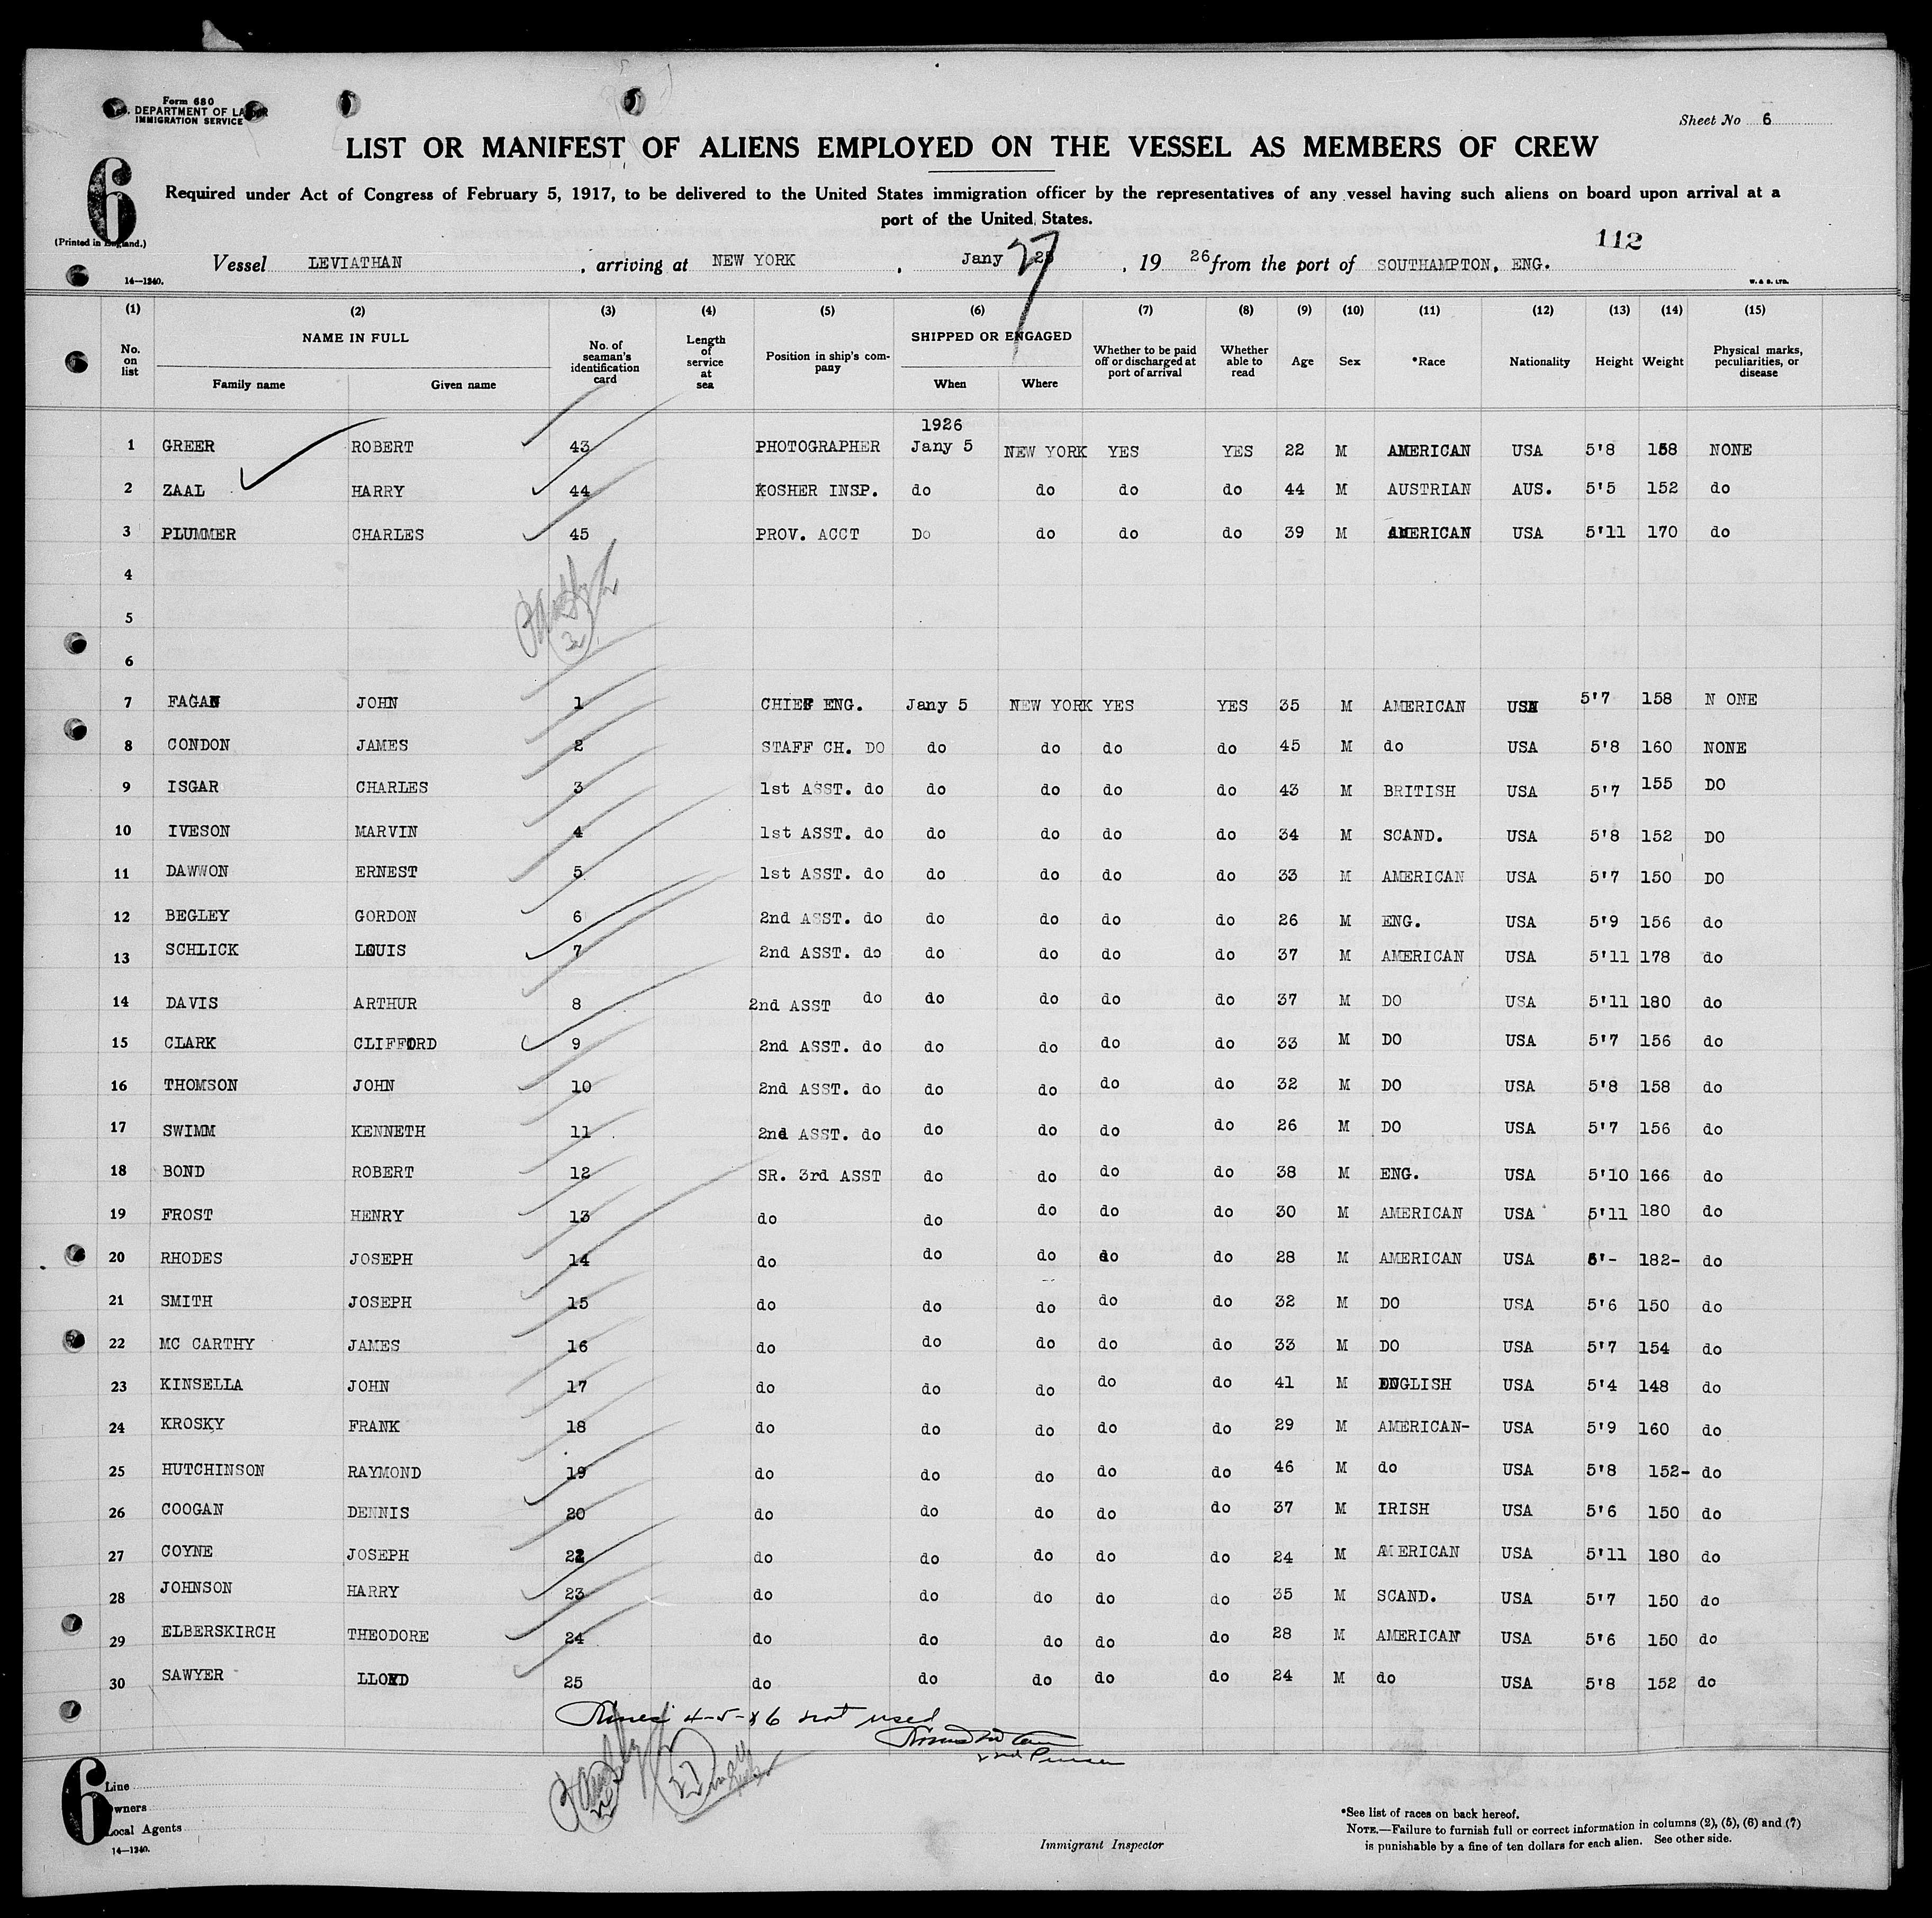 Form 680
DEPARTMENT OF LABOR
IMMIGRATION SERVICE
Sheet No 6
LIST OR MANIFEST OF ALIENS EMPLOYED ON THE VESSEL AS MEMBERS OF CREW
6
Required under Act of Congress of February 5, 1917, to be delivered to the United States immigration officer by the representatives of any vessel having such aliens on board upon arrival at a
port of the United States.
(Printed in England.)
112
Vessel LEVIATHAN, arriving at NEW YORK, Jany 27, 1926 from the port of SOUTHAMPTON, ENG.
14—1240.
W. & S. LTD.
(1) (2) (3) (4) (5) (6) (7) (8) (9) (10) (11) (12) (13) (14) (15)
No. on list NAME IN FULL Family name Given name No. of seaman's identification card Length of service at sea Position in ship's company SHIPPED OR ENGAGED When Where Whether to be paid off or discharged at port of arrival Whether able to read Age Sex *Race Nationality Height Weight Physical marks, peculiarities, or disease
1926
1 GREER ROBERT 43 PHOTOGRAPHER Jany 5 NEW YORK YES YES 22 M AMERICAN USA 5'8 158 NONE
2 ZAAL HARRY 44 KOSHER INSP. do do do do 44 M AUSTRIAN AUS. 5'5 152 do
3 PLUMMER CHARLES 45 PROV. ACCT Do do do do 39 M AMERICAN USA 5'11 170 do
4
5
6
7 FAGAN JOHN 1 CHIEF ENG. Jany 5 NEW YORK YES YES 35 M AMERICAN USA 5'7 158 N ONE
8 CONDON JAMES 2 STAFF CH. DO do do do do 45 M do USA 5'8 160 NONE
9 ISGAR CHARLES 3 1st ASST. do do do do do 43 M BRITISH USA 5'7 155 DO
10 IVESON MARVIN 4 1st ASST. do do do do do 34 M SCAND. USA 5'8 152 DO
11 DAWWON ERNEST 5 1st ASST. do do do do do 33 M AMERICAN USA 5'7 150 DO
12 BEGLEY GORDON 6 2nd ASST. do do do do do 26 M ENG. USA 5'9 156 do
13 SCHLICK LOUIS 7 2nd ASST. do do do do do 37 M AMERICAN USA 5'11 178 do
14 DAVIS ARTHUR 8 2nd ASST do do do do do 37 M DO USA 5'11 180 do
15 CLARK CLIFFORD 9 2nd ASST. do do do do do 33 M DO USA 5'7 156 do
16 THOMSON JOHN 10 2nd ASST. do do do do do 32 M DO USA 5'8 158 do
17 SWIMM KENNETH 11 2nd ASST. do do do do do 26 M DO USA 5'7 156 do
18 BOND ROBERT 12 SR. 3rd ASST do do do do 38 M ENG. USA 5'10 166 do
19 FROST HENRY 13 do do do do do 30 M AMERICAN USA 5'11 180 do
20 RHODES JOSEPH 14 do do do do do 28 M AMERICAN USA 6'- 182- do
21 SMITH JOSEPH 15 do do do do do 32 M DO USA 5'6 150 do
22 MC CARTHY JAMES 16 do do do do do 33 M DO USA 5'7 154 do
23 KINSELLA JOHN 17 do do do do do 41 M ENGLISH USA 5'4 148 do
24 KROSKY FRANK 18 do do do do do 29 M AMERICAN- USA 5'9 160 do
25 HUTCHINSON RAYMOND 19 do do do do do 46 M do USA 5'8 152- do
26 COOGAN DENNIS 20 do do do do do 37 M IRISH USA 5'6 150 do
27 COYNE JOSEPH 22 do do do do do 24 M AMERICAN USA 5'11 180 do
28 JOHNSON HARRY 23 do do do do do 35 M SCAND. USA 5'7 150 do
29 ELBERSKIRCH THEODORE 24 do do do do do 28 M AMERICAN USA 5'6 150 do
30 SAWYER LLOYD 25 do do do do do 24 M do USA 5'8 152 do
Lines 4-5-6 not used
2nd Purser
6
Line
Owners
Local Agents
14—1240.
Immigrant Inspector
*See list of races on back hereof.
NOTE.—Failure to furnish full or correct information in columns (2), (5), (6) and (7)
is punishable by a fine of ten dollars for each alien. See other side.